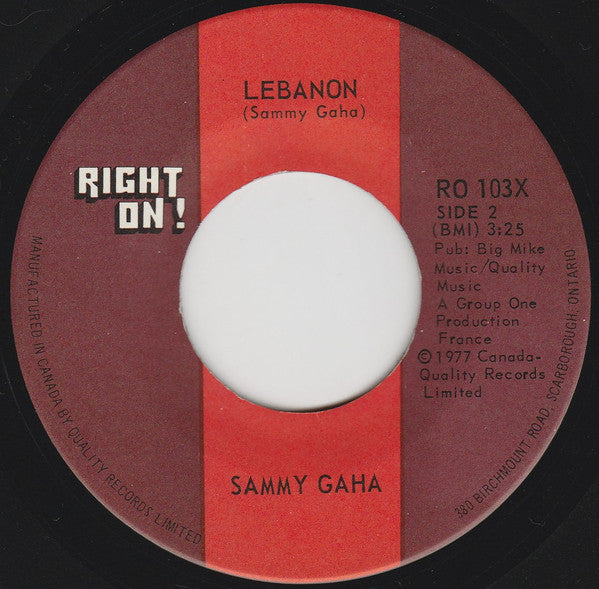 LEBANON
(Sammy Gaha)
RIGHT
ON!
RO 103X
SIDE 2
(BMI) 3:25
Pub: Big Mike
Music/Quality
Music
A Group One
Production
France
©1977 Canada-
Quality Records
Limited
SAMMY GAHA
MANUFACTURED IN CANADA BY QUALITY RECORDS LIMITED
380 BIRCHMOUNT ROAD, SCARBOROUGH, ONTARIO